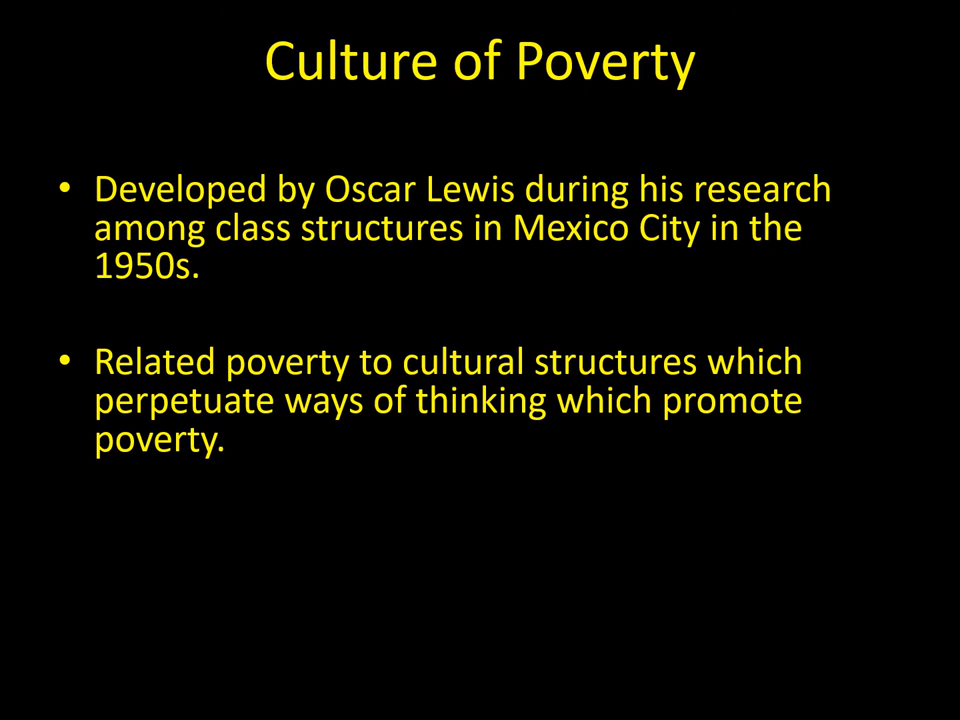 Culture of Poverty
• Developed by Oscar Lewis during his research
among class structures in Mexico City in the
1950s.
• Related poverty to cultural structures which
perpetuate ways of thinking which promote
poverty.